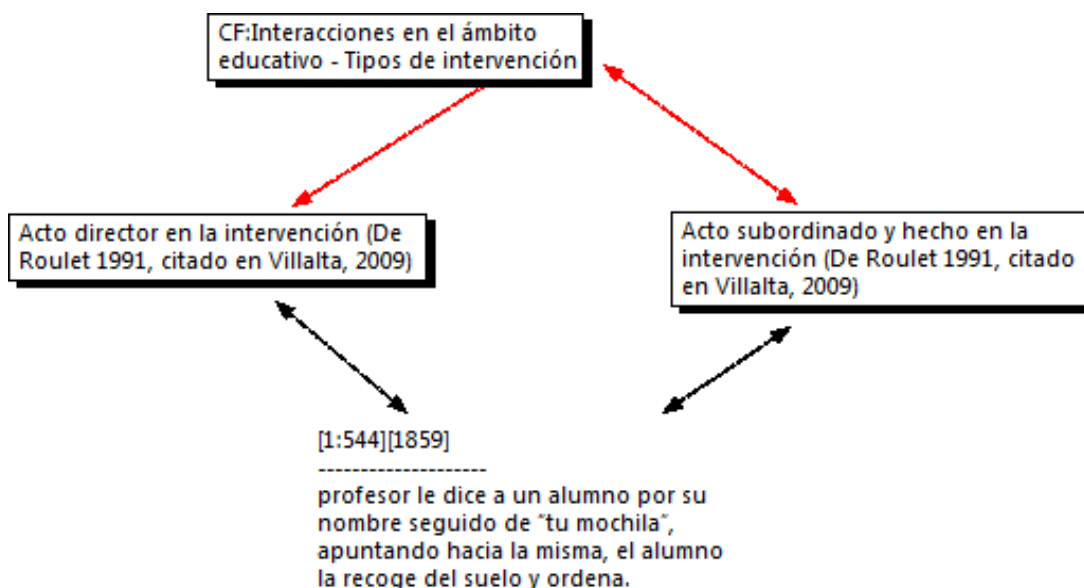 CF:Interacciones en el ámbito
educativo - Tipos de intervención
Acto director en la intervención (De
Roulet 1991, citado en Villalta, 2009)
Acto subordinado y hecho en la
intervención (De Roulet 1991, citado
en Villalta, 2009)
[1:544][1859]
--------------------
profesor le dice a un alumno por su
nombre seguido de ˝tu mochila˝,
apuntando hacia la misma, el alumno
la recoge del suelo y ordena.